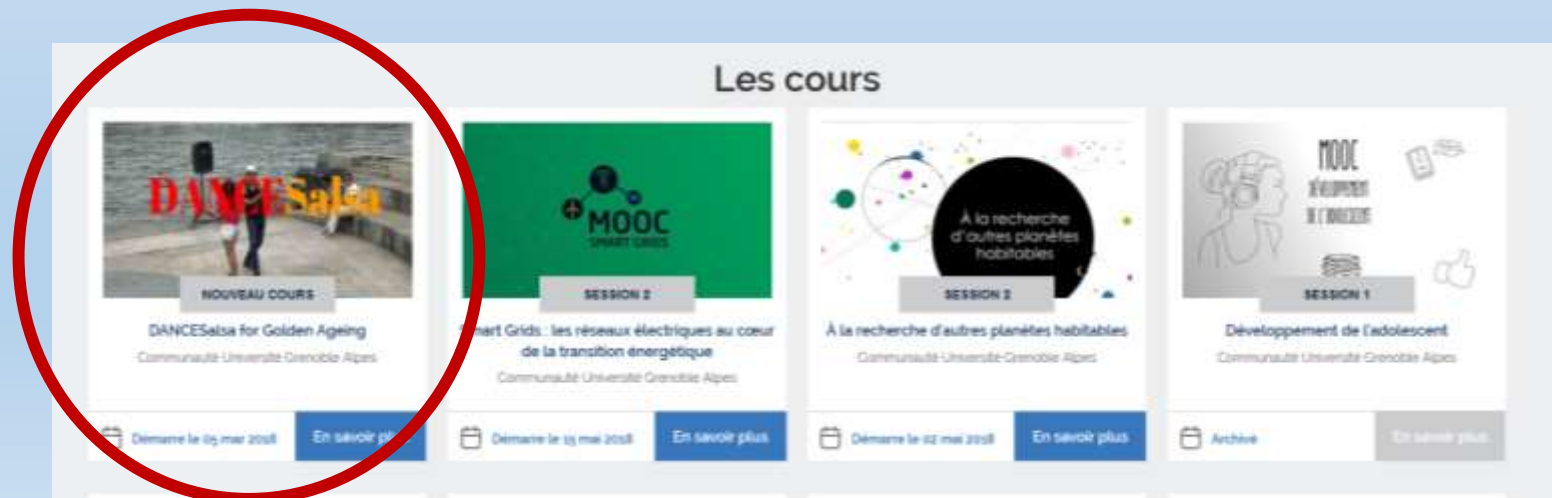 Les cours
DANCESalsa
NOUVEAU COURS
DANCESalsa for Golden Ageing
Communauté Université Grenoble Alpes
Démarre le 05 mar 2018
En savoir plus
MOOC
SMART GRIDS
SESSION 2
Smart Grids : les réseaux électriques au cœur
de la transition énergétique
Communauté Université Grenoble Alpes
Démarre le 15 mai 2018
En savoir plus
À la recherche
d'autres planètes
habitables
SESSION 2
À la recherche d'autres planètes habitables
Communauté Université Grenoble Alpes
Démarre le 02 mai 2018
En savoir plus
MOOC
DÉVELOPPEMENT
DE L'ADOLESCENT
SESSION 1
Développement de l'adolescent
Communauté Université Grenoble Alpes
Archivé
En savoir plus